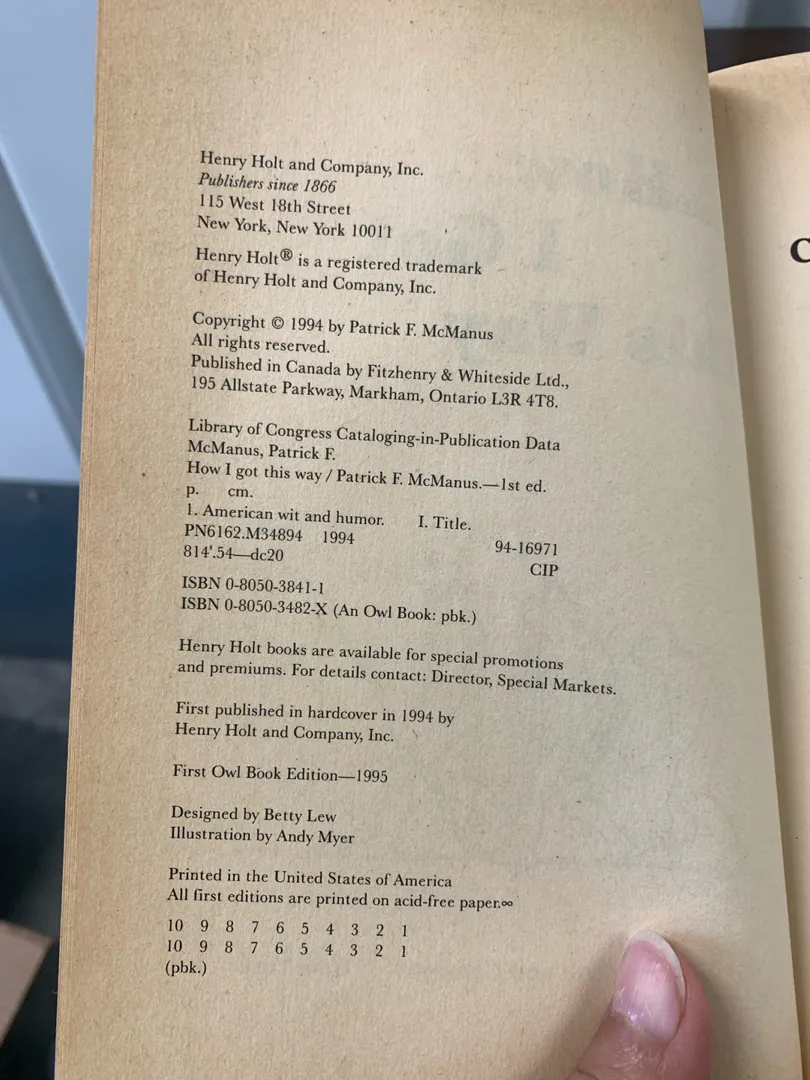 Henry Holt and Company, Inc.
Publishers since 1866
115 West 18th Street
New York, New York 10011
Henry Holt® is a registered trademark
of Henry Holt and Company, Inc.
Copyright © 1994 by Patrick F. McManus
All rights reserved.
Published in Canada by Fitzhenry & Whiteside Ltd.,
195 Allstate Parkway, Markham, Ontario L3R 4T8.
Library of Congress Cataloging-in-Publication Data
McManus, Patrick F.
How I got this way / Patrick F. McManus.—1st ed.
p. cm.
1. American wit and humor. I. Title.
PN6162.M34894 1994 94-16971
814'.54—dc20 CIP
ISBN 0-8050-3841-1
ISBN 0-8050-3482-X (An Owl Book: pbk.)
Henry Holt books are available for special promotions
and premiums. For details contact: Director, Special Markets.
First published in hardcover in 1994 by
Henry Holt and Company, Inc.
First Owl Book Edition—1995
Designed by Betty Lew
Illustration by Andy Myer
Printed in the United States of America
All first editions are printed on acid-free paper.∞
10 9 8 7 6 5 4 3 2 1
10 9 8 7 6 5 4 3 2 1
(pbk.)